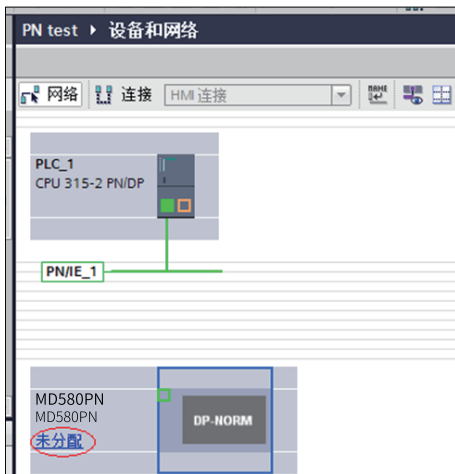 PN test ▸ 设备和网络
网络 连接 HMI 连接 NAME
PLC_1
CPU 315-2 PN/DP
PN/IE_1
MD580PN
MD580PN
未分配
DP-NORM